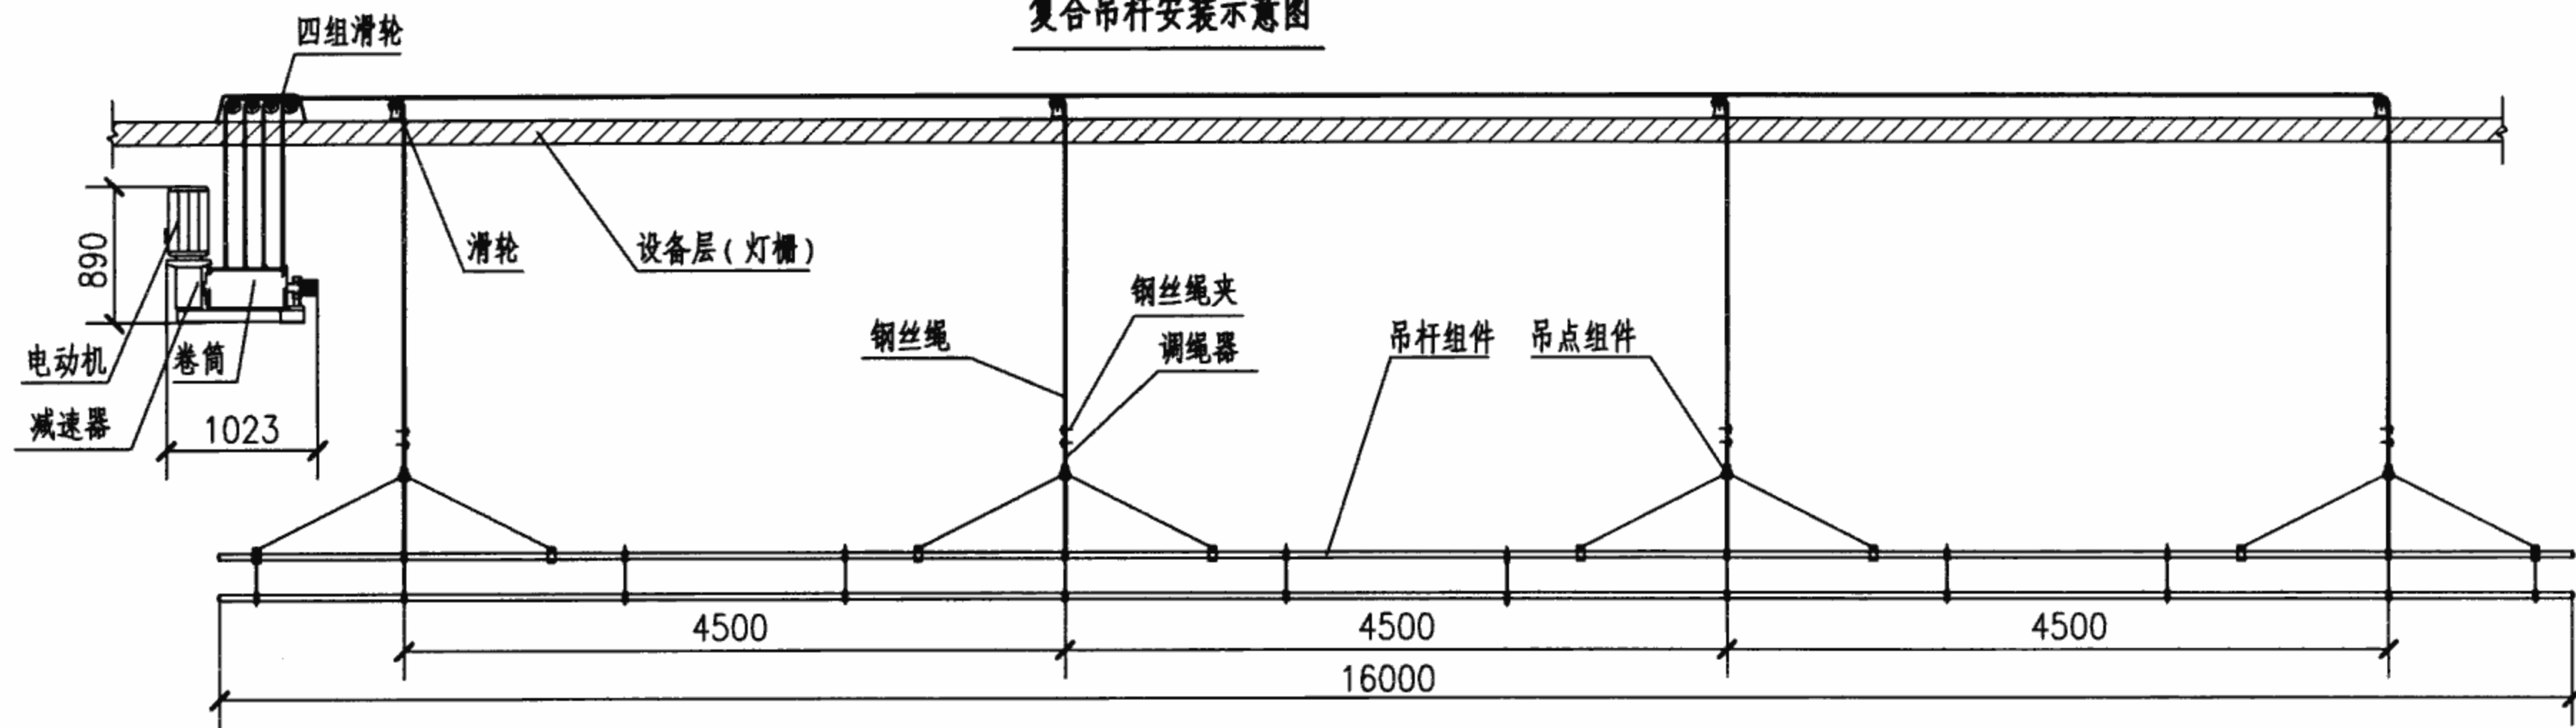 复合吊杆安装示意图
四组滑轮
滑轮
设备层(灯栅)
890
钢丝绳夹
钢丝绳
调绳器
吊杆组件
吊点组件
电动机
卷筒
减速器
1023
4500
4500
4500
16000